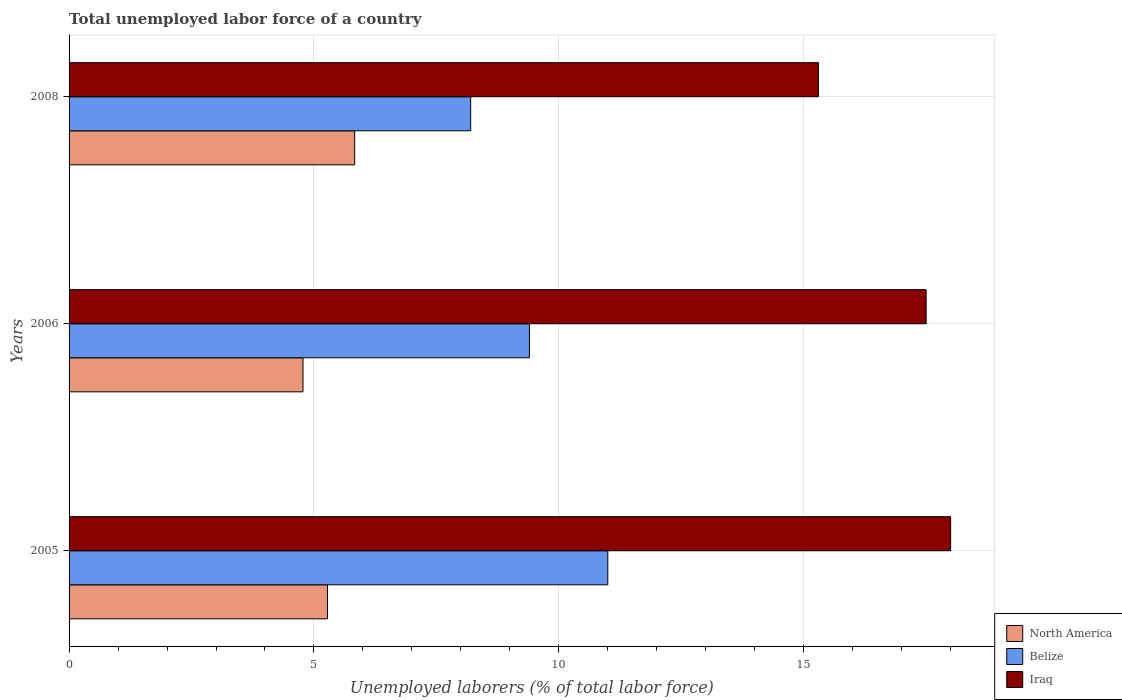 Total unemployed labor force of a country
2008
2006
2005
Years
0
5
10
15
Unemployed laborers (% of total labor force)
North America
Belize
Iraq